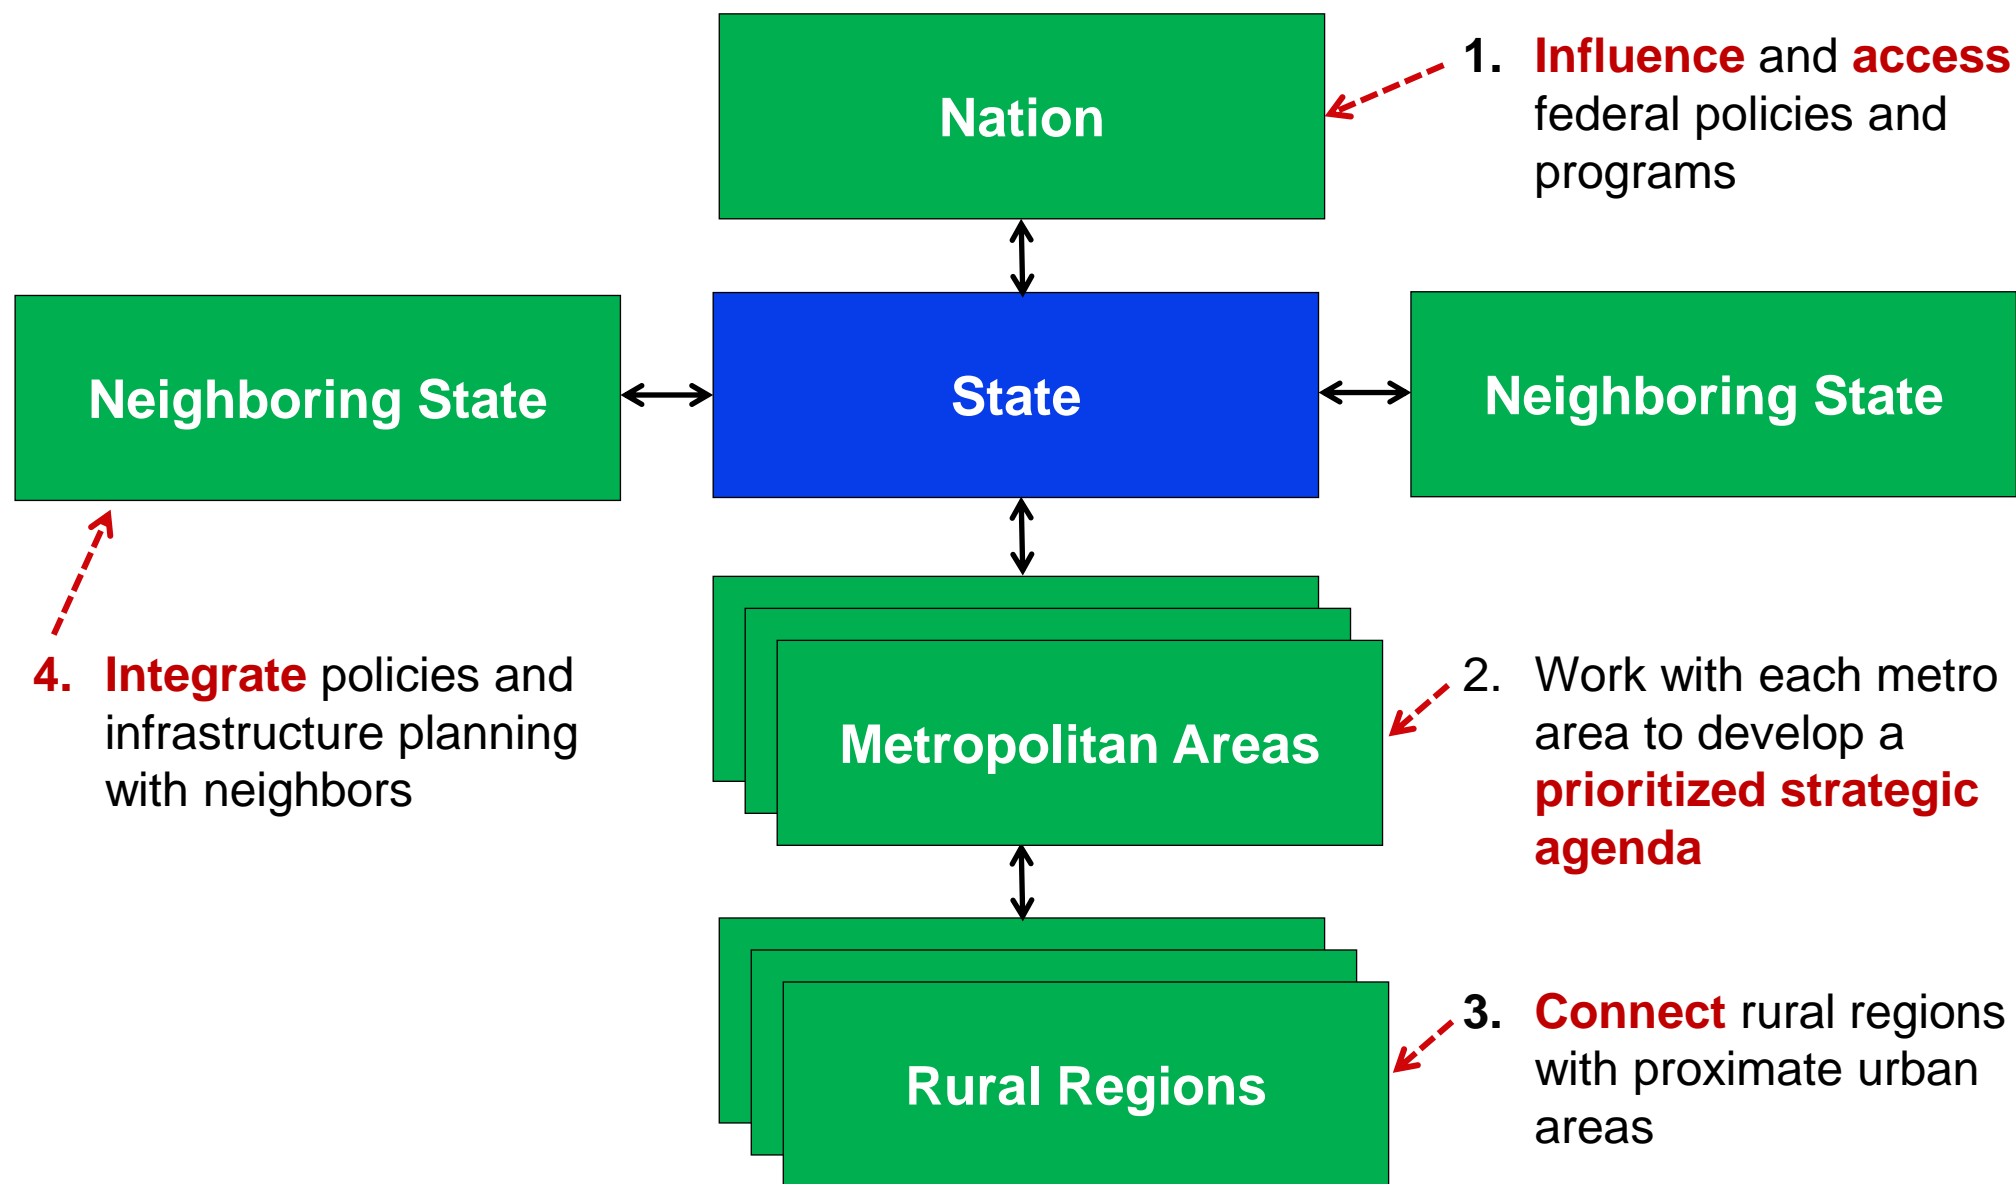 Nation
1. Influence and access
federal policies and
programs
Neighboring State
State
Neighboring State
4. Integrate policies and
infrastructure planning
with neighbors
Metropolitan Areas
2. Work with each metro
area to develop a
prioritized strategic
agenda
Rural Regions
3. Connect rural regions
with proximate urban
areas